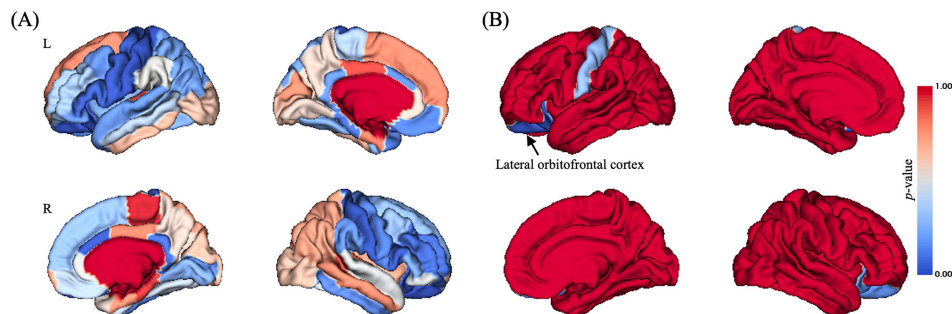 (A)
(B)
L
1.00
p-value
Lateral orbitofrontal cortex
R
0.00